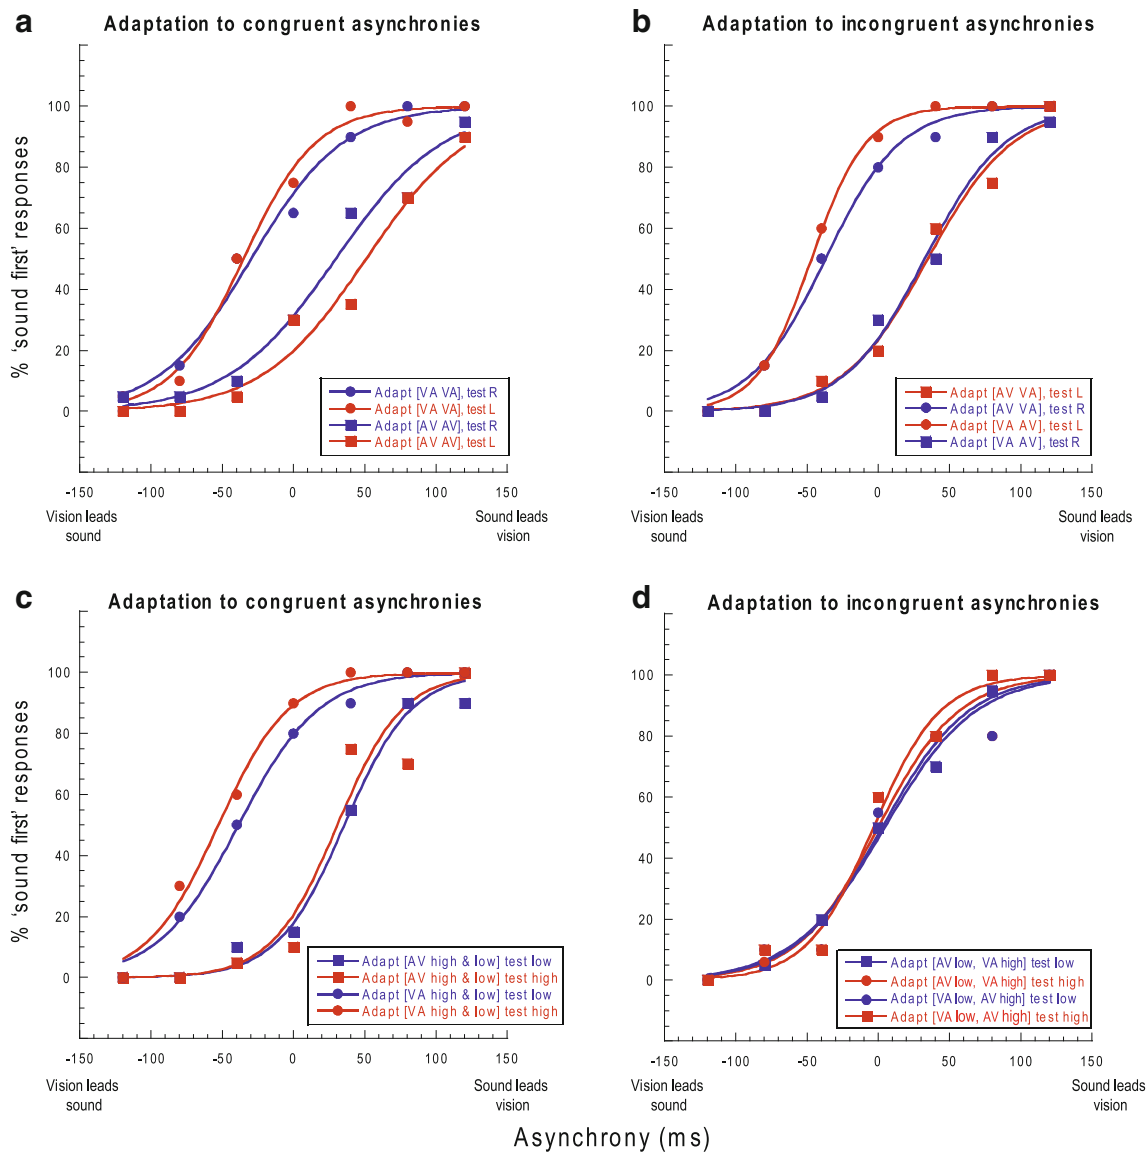 a
Adaptation to congruent asynchronies
100
80
60
40
20
0
Adapt [VA VA], test R
Adapt [VA VA], test L
Adapt [AV AV], test R
Adapt [AV AV], test L
-150 -100 -50 0 50 100 150
Vision leads sound
Sound leads vision
b
Adaptation to incongruent asynchronies
100
80
60
40
20
0
Adapt [AV VA], test L
Adapt [AV VA], test R
Adapt [VA AV], test L
Adapt [VA AV], test R
-150 -100 -50 0 50 100 150
Vision leads sound
Sound leads vision
% 'sound first' responses
c
Adaptation to congruent asynchronies
100
80
60
40
20
0
Adapt [AV high & low] test low
Adapt [AV high & low] test high
Adapt [VA high & low] test low
Adapt [VA high & low] test high
-150 -100 -50 0 50 100 150
Vision leads sound
Sound leads vision
% 'sound first' responses
d
Adaptation to incongruent asynchronies
100
80
60
40
20
0
Adapt [AV low, VA high] test low
Adapt [AV low, VA high] test high
Adapt [VA low, AV high] test low
Adapt [VA low, AV high] test high
-150 -100 -50 0 50 100 150
Vision leads sound
Sound leads vision
Asynchrony (ms)